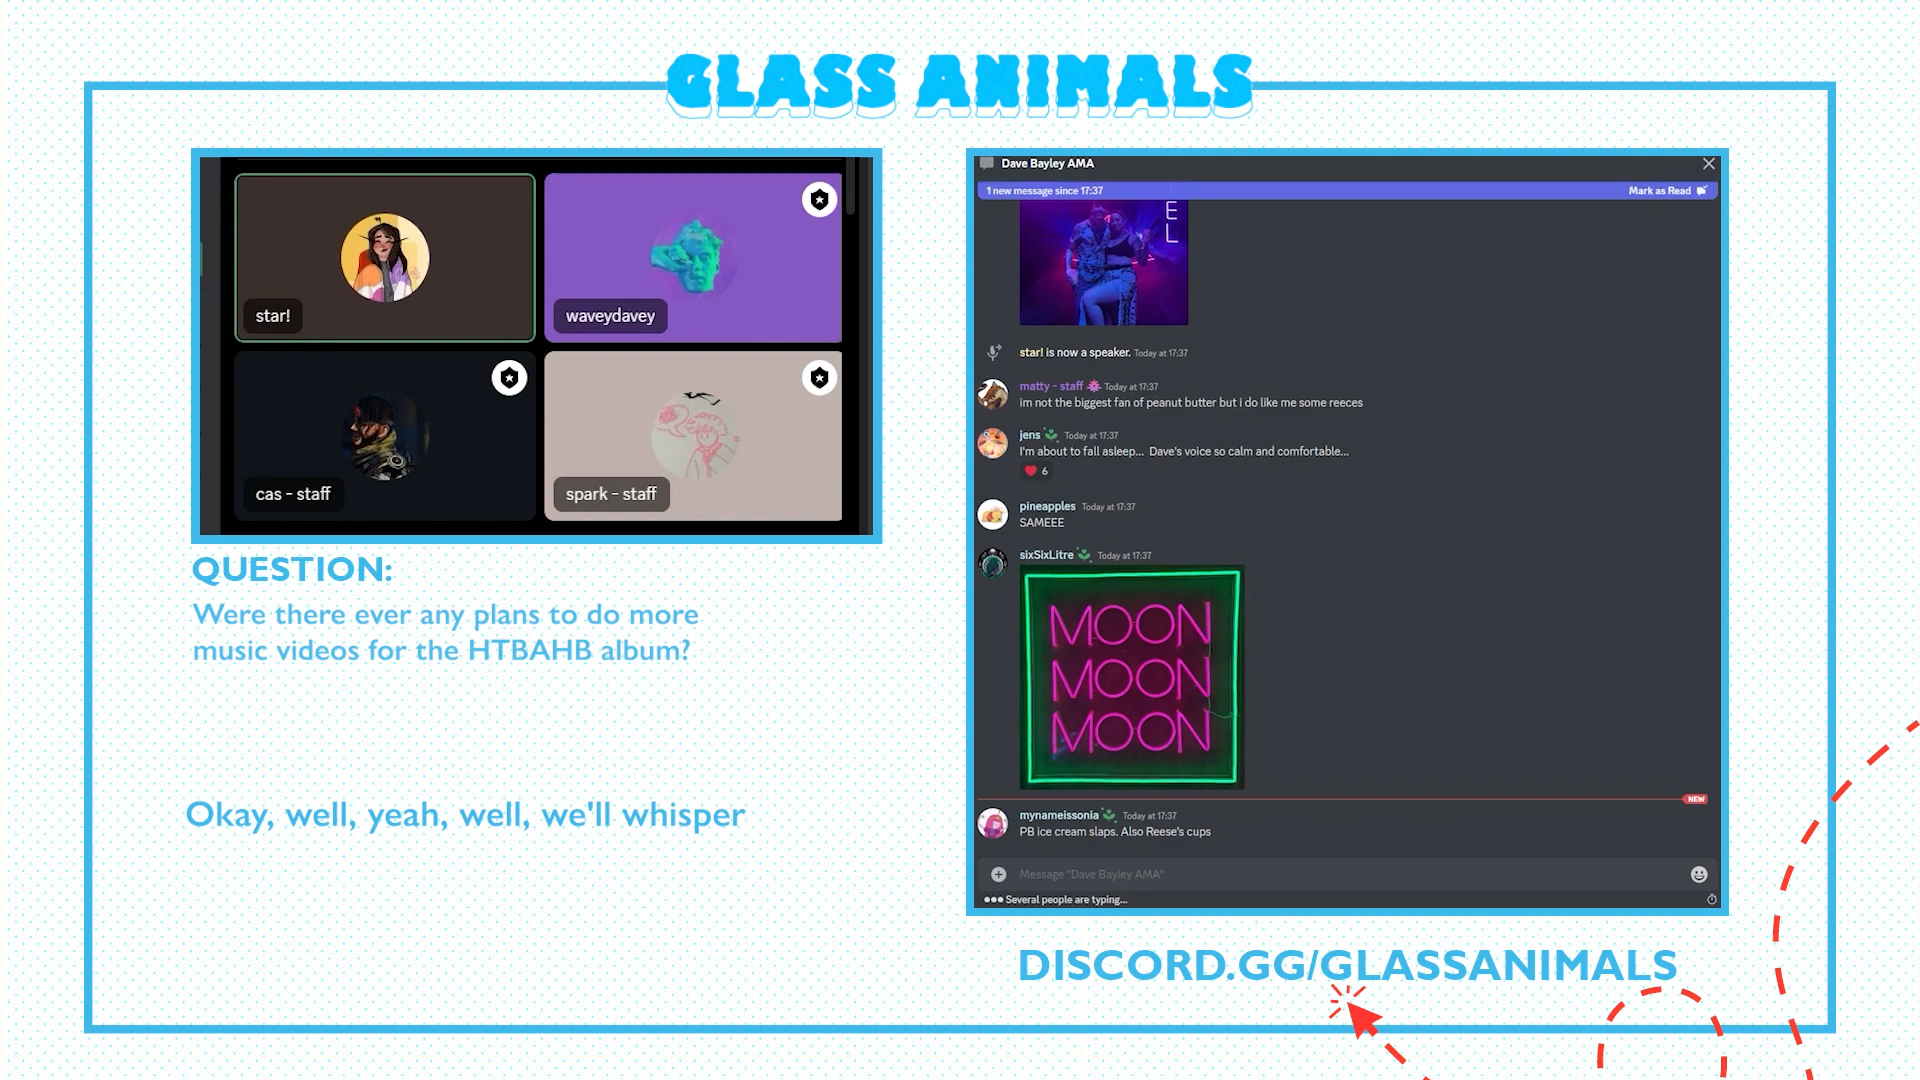 GLASS ANIMALS
star!
waveydavey
cas - staff
spark - staff
QUESTION:
Were there ever any plans to do more
music videos for the HTBAHB album?
Okay, well, yeah, well, we'll whisper
Dave Bayley AMA
1 new message since 17:37
Mark as Read
E
L
star! is now a speaker. Today at 17:37
matty - staff Today at 17:37
im not the biggest fan of peanut butter but i do like me some reeces
jens Today at 17:37
I'm about to fall asleep... Dave's voice so calm and comfortable...
6
pineapples Today at 17:37
SAMEEE
sixSixLitre Today at 17:37
MOON
MOON
MOON
NEW
mynameissonia Today at 17:37
PB ice cream slaps. Also Reese's cups
Message "Dave Bayley AMA"
Several people are typing...
DISCORD.GG/GLASSANIMALS